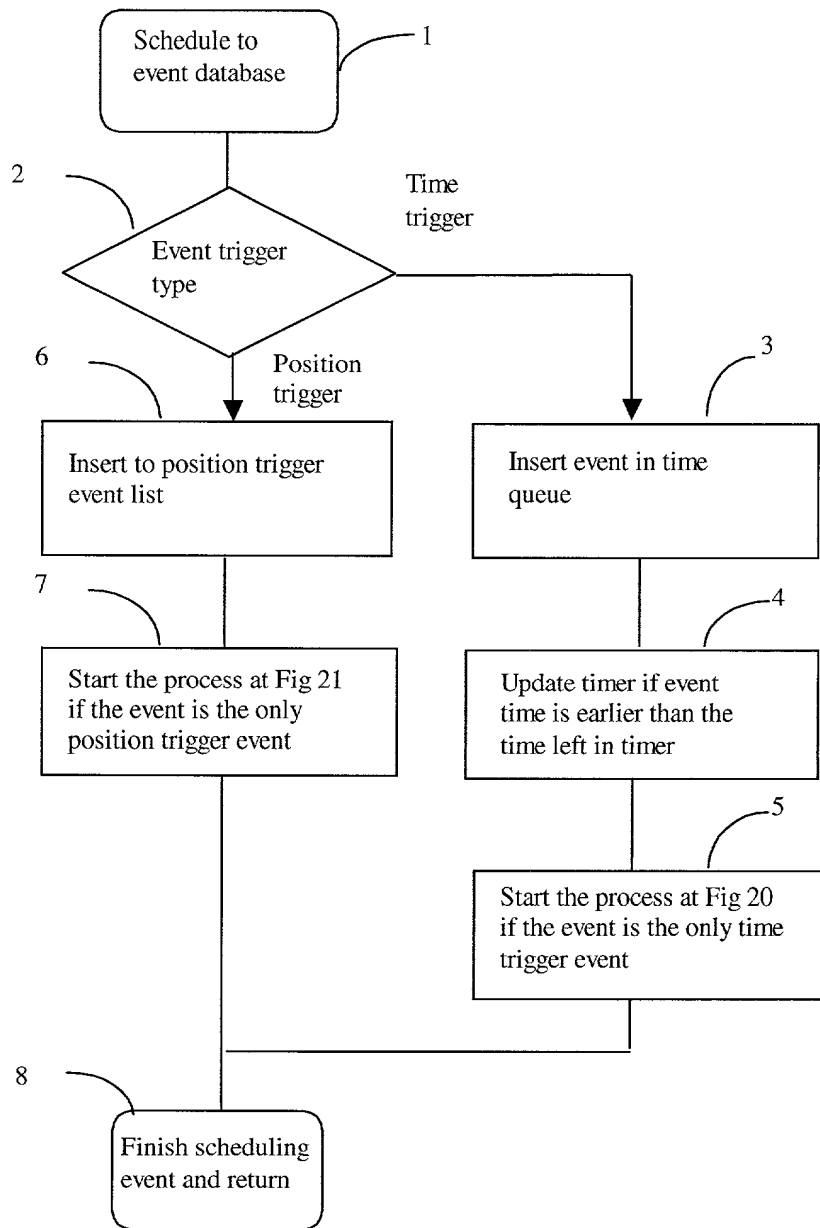 Schedule to
event database
1
2
Time
trigger
Event trigger
type
6
Position
trigger
3
Insert to position trigger
event list
Insert event in time
queue
7
4
Start the process at Fig 21
if the event is the only
position trigger event
Update timer if event
time is earlier than the
time left in timer
5
Start the process at Fig 20
if the event is the only time
trigger event
8
Finish scheduling
event and return